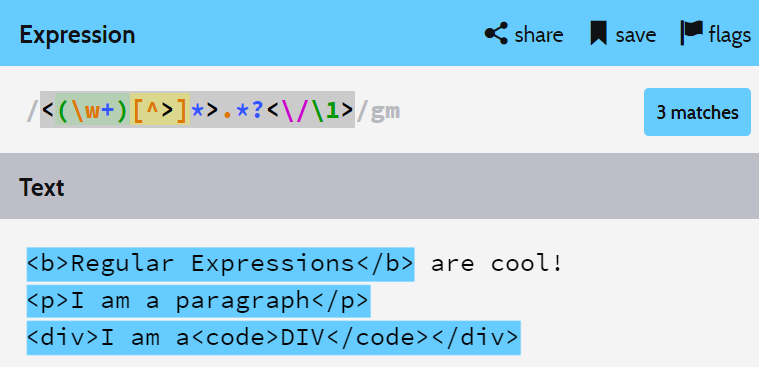 Expression share save flags
/<(\w+)[^>]*>.*?<\/\1>/gm 3 matches
Text
<b>Regular Expressions</b> are cool!
<p>I am a paragraph</p>
<div>I am a<code>DIV</code></div>